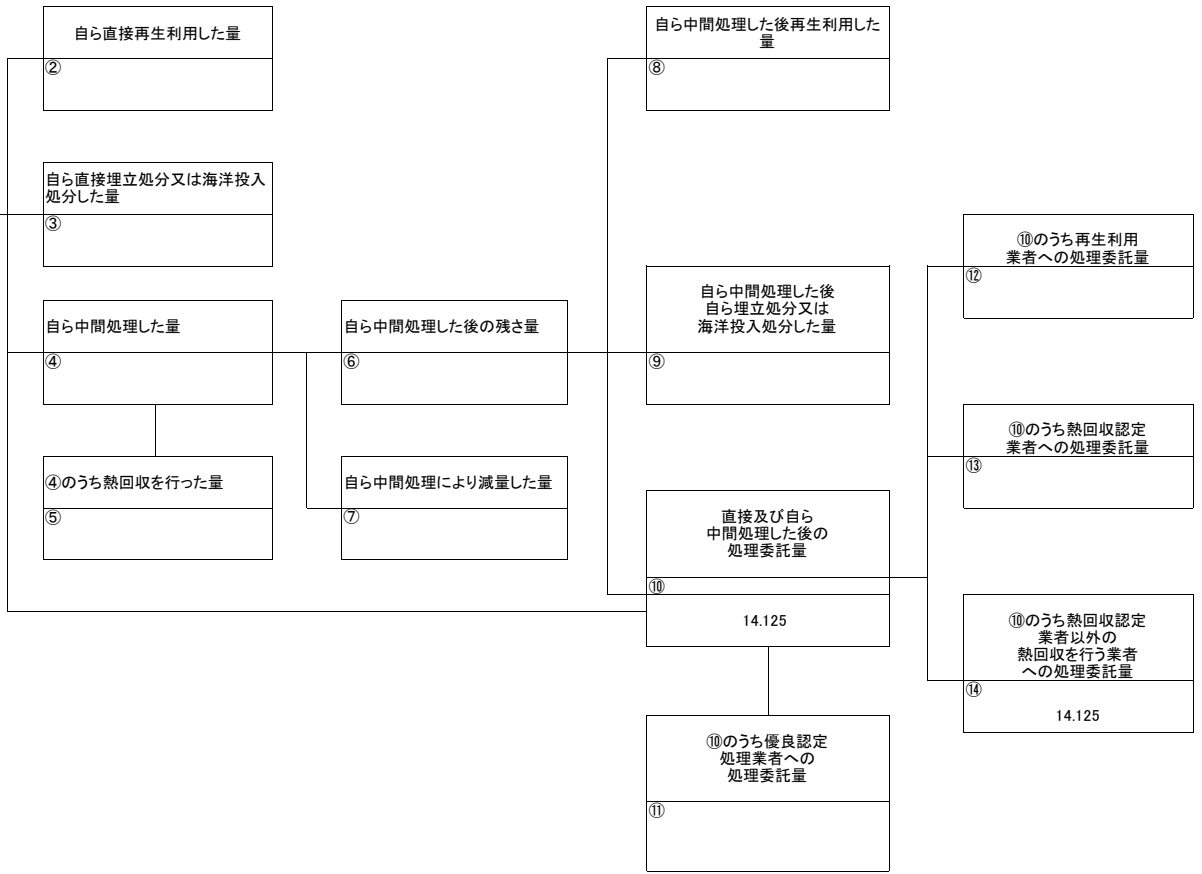 自ら直接再生利用した量
②
自ら直接埋立処分又は海洋投入
処分した量
③
自ら中間処理した量
④
④のうち熱回収を行った量
⑤
自ら中間処理した後の残さ量
⑥
自ら中間処理により減量した量
⑦
自ら中間処理した後再生利用した
量
⑧
自ら中間処理した後
自ら埋立処分又は
海洋投入処分した量
⑨
直接及び自ら
中間処理した後の
処理委託量
⑩
14.125
⑩のうち優良認定
処理業者への
処理委託量
⑪
⑩のうち再生利用
業者への処理委託量
⑫
⑩のうち熱回収認定
業者への処理委託量
⑬
⑩のうち熱回収認定
業者以外の
熱回収を行う業者
への処理委託量
⑭
14.125